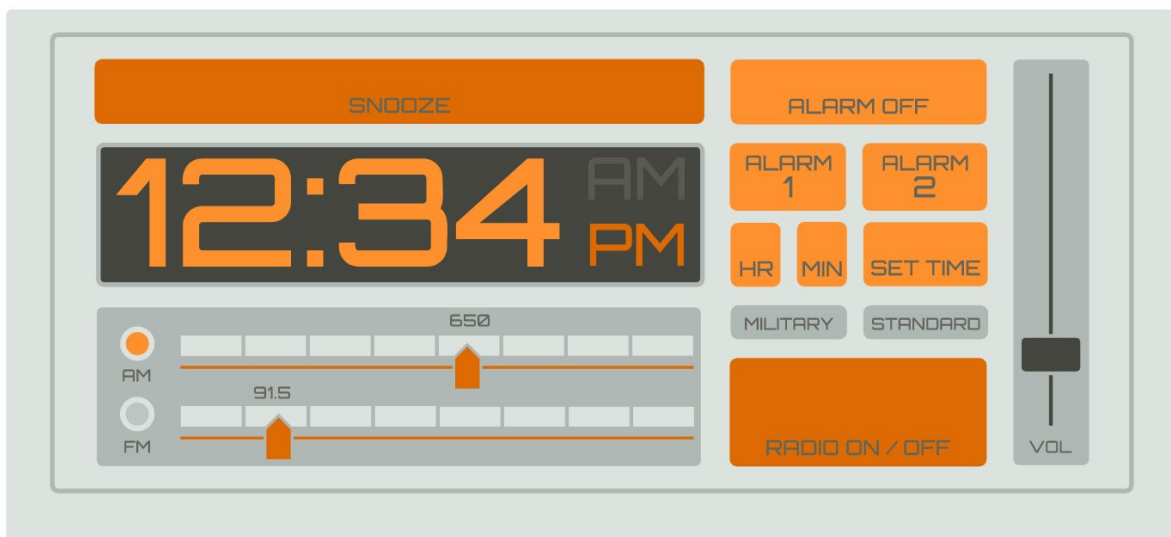 SNOOZE
ALARM OFF
12:34
AM
PM
ALARM
1
ALARM
2
HR
MIN
SET TIME
MILITARY
STANDARD
650
AM
91.5
FM
RADIO ON / OFF
VOL